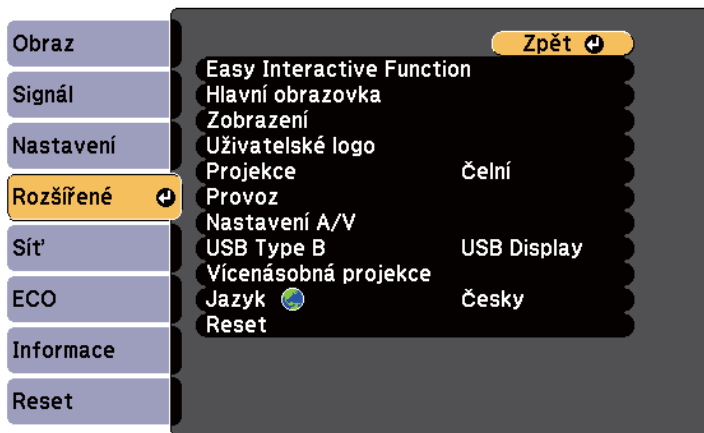 Obraz
Signál
Nastavení
Rozšířené
Síť
ECO
Informace
Reset
Zpět
Easy Interactive Function
Hlavní obrazovka
Zobrazení
Uživatelské logo
Projekce Čelní
Provoz
Nastavení A/V
USB Type B USB Display
Vícenásobná projekce
Jazyk Česky
Reset